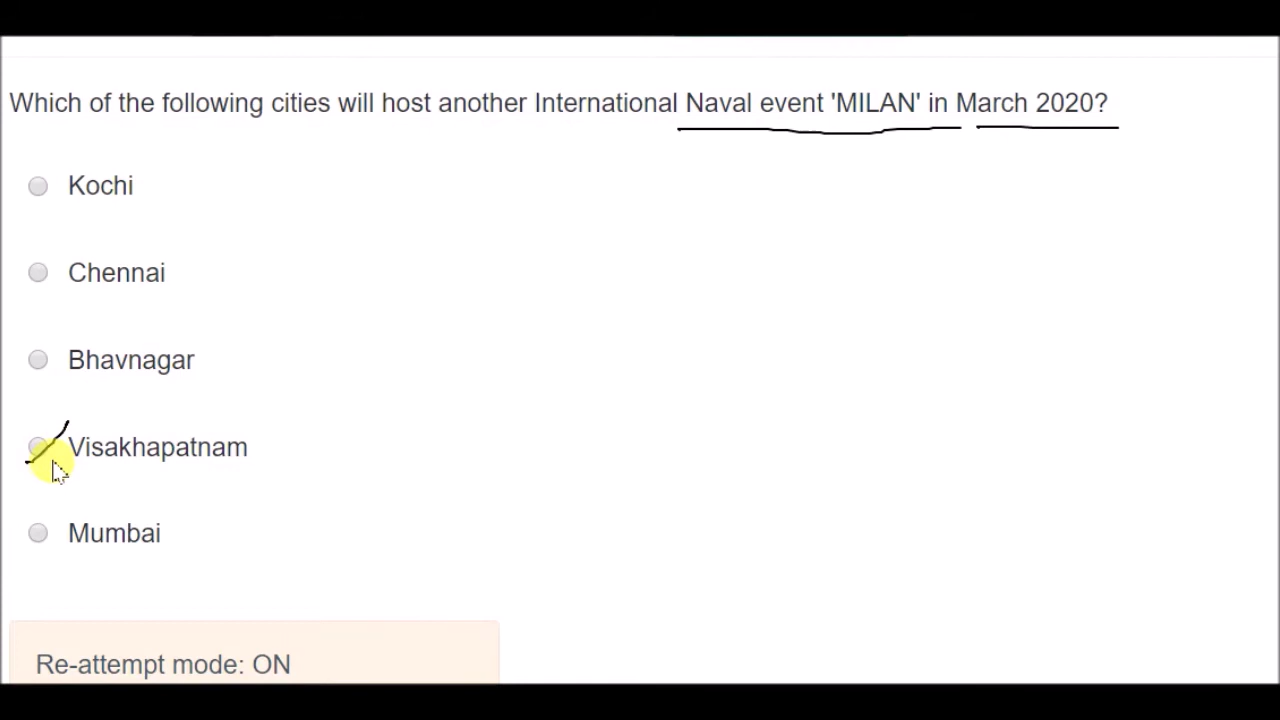 Which of the following cities will host another International Naval event 'MILAN' in March 2020?
Kochi
Chennai
Bhavnagar
Visakhapatnam
Mumbai
Re-attempt mode: ON